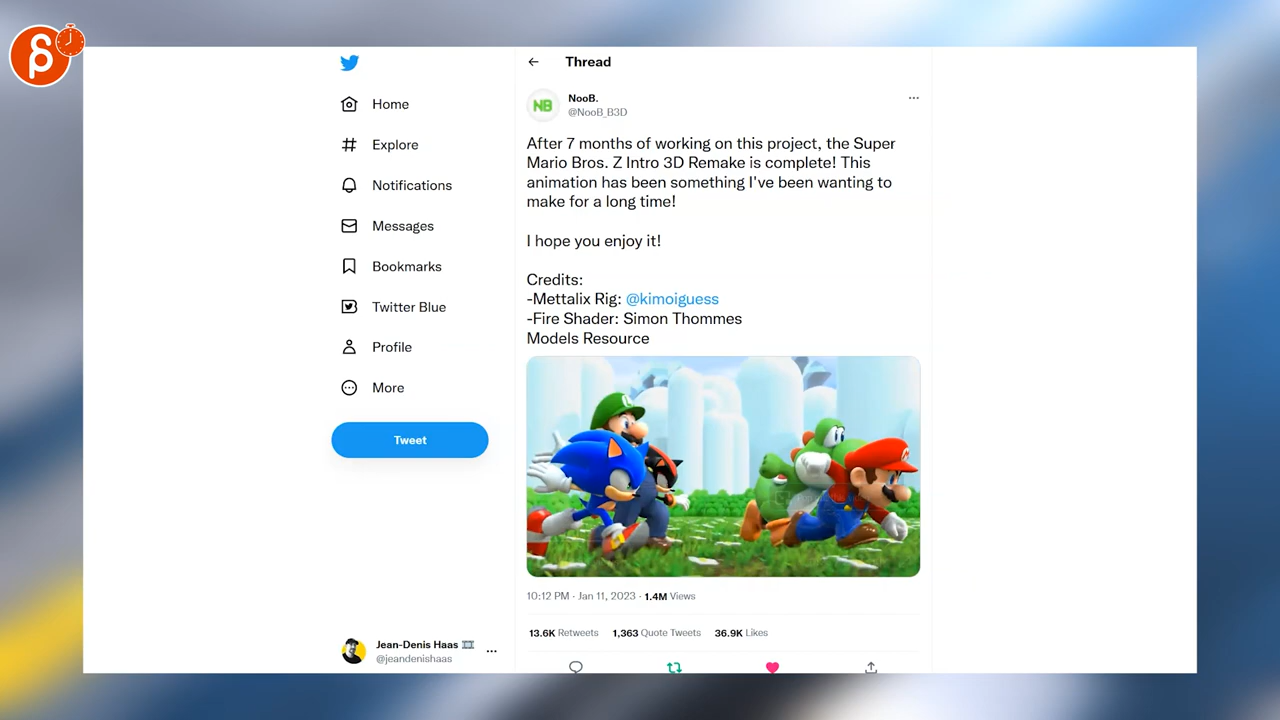 Thread
NooB.
@NooB_B3D
After 7 months of working on this project, the Super
Mario Bros. Z Intro 3D Remake is complete! This
animation has been something I've been wanting to
make for a long time!
I hope you enjoy it!
Credits:
-Mettalix Rig: @kimoiguess
-Fire Shader: Simon Thommes
Models Resource
10:12 PM · Jan 11, 2023 · 1.4M Views
13.6K Retweets 1,363 Quote Tweets 36.9K Likes
Home
Explore
Notifications
Messages
Bookmarks
Twitter Blue
Profile
More
Tweet
Jean-Denis Haas
@jeandenishaas